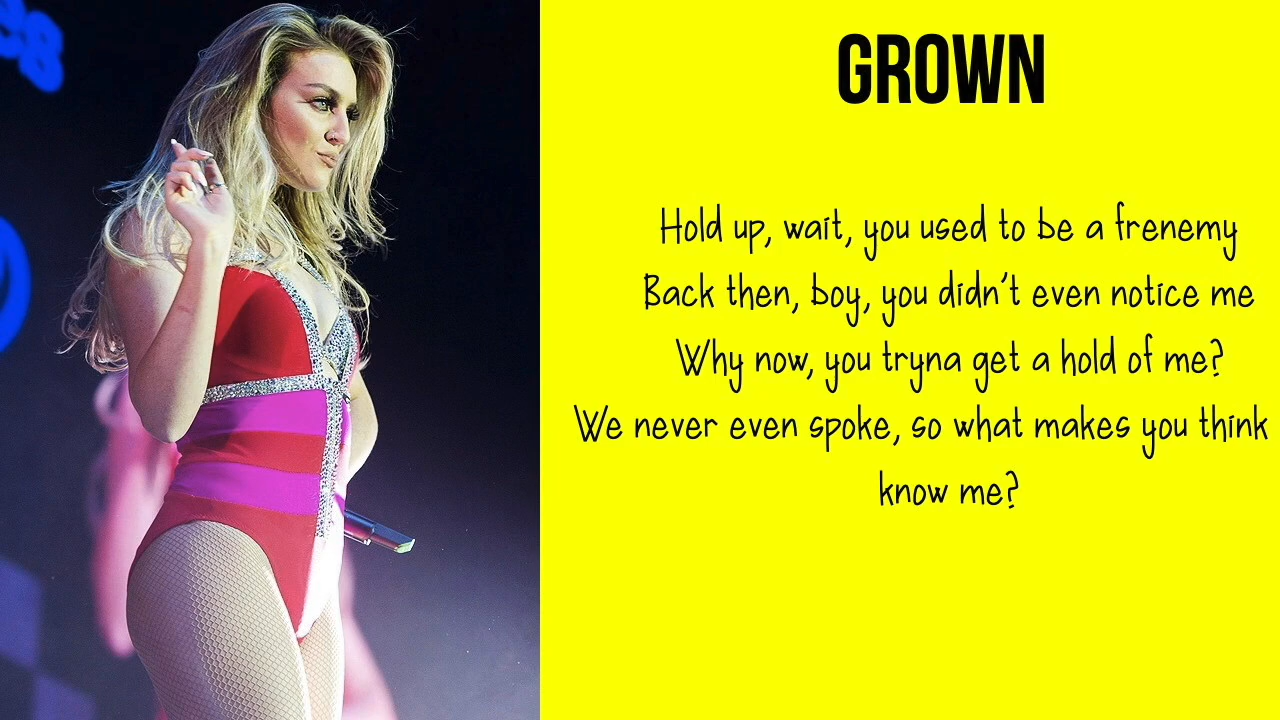 GROWN
Hold up, wait, you used to be a frenemy
Back then, boy, you didn't even notice me
Why now, you tryna get a hold of me?
We never even spoke, so what makes you think
know me?